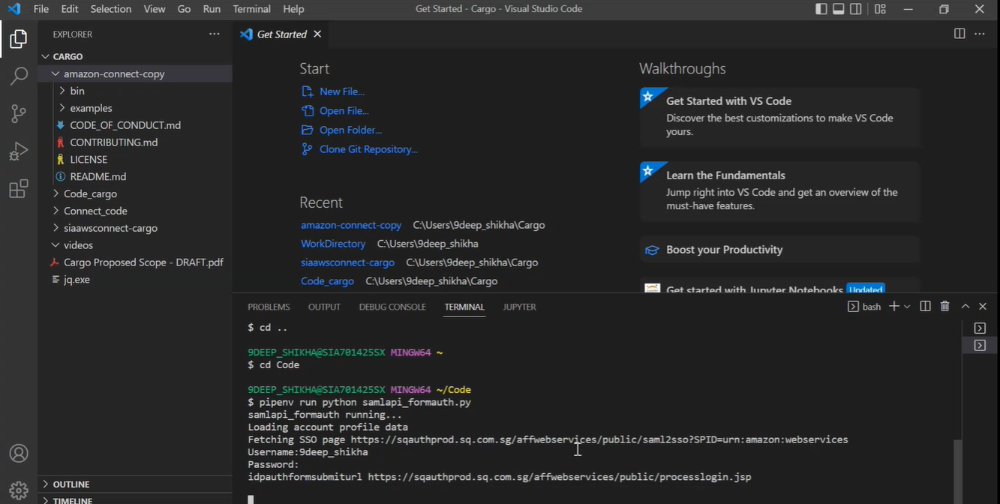 File Edit Selection View Go Run Terminal Help
Get Started - Cargo - Visual Studio Code
EXPLORER
CARGO
amazon-connect-copy
bin
examples
CODE_OF_CONDUCT.md
CONTRIBUTING.md
LICENSE
README.md
Code_cargo
Connect_code
siaawsconnect-cargo
videos
Cargo Proposed Scope - DRAFT.pdf
jq.exe
OUTLINE
TIMELINE
Get Started
Start
New File...
Open File...
Open Folder...
Clone Git Repository...
Recent
amazon-connect-copy C:\Users\9deep_shikha\Cargo
WorkDirectory C:\Users\9deep_shikha
siaawsconnect-cargo C:\Users\9deep_shikha\Cargo
Code_cargo C:\Users\9deep_shikha\Cargo
Walkthroughs
Get Started with VS Code
Discover the best customizations to make VS Code
yours.
Learn the Fundamentals
Jump right into VS Code and get an overview of the
must-have features.
Boost your Productivity
Get started with Jupyter Notebooks Updated
PROBLEMS OUTPUT DEBUG CONSOLE TERMINAL JUPYTER
bash
$ cd ..
9DEEP_SHIKHA@SIA701425SX MINGW64 ~
$ cd Code
9DEEP_SHIKHA@SIA701425SX MINGW64 ~/Code
$ pipenv run python samlapi_formauth.py
samlapi_formauth running...
Loading account profile data
Fetching SSO page https://sqauthprod.sq.com.sg/affwebservices/public/saml2sso?SPID=urn:amazon:webservices
Username:9deep_shikha
Password:
idpauthformsubmiturl https://sqauthprod.sq.com.sg/affwebservices/public/processlogin.jsp